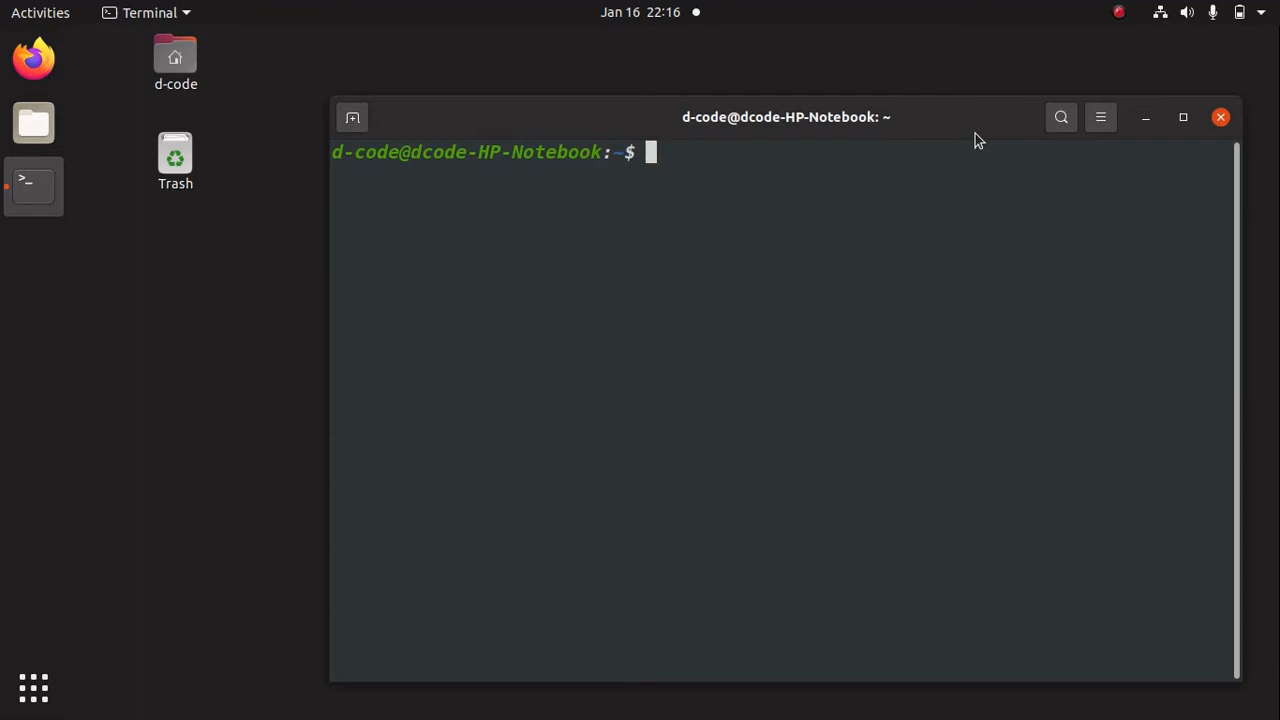 Activities
Terminal
Jan 16 22:16
d-code
Trash
d-code@dcode-HP-Notebook: ~
d-code@dcode-HP-Notebook:~$